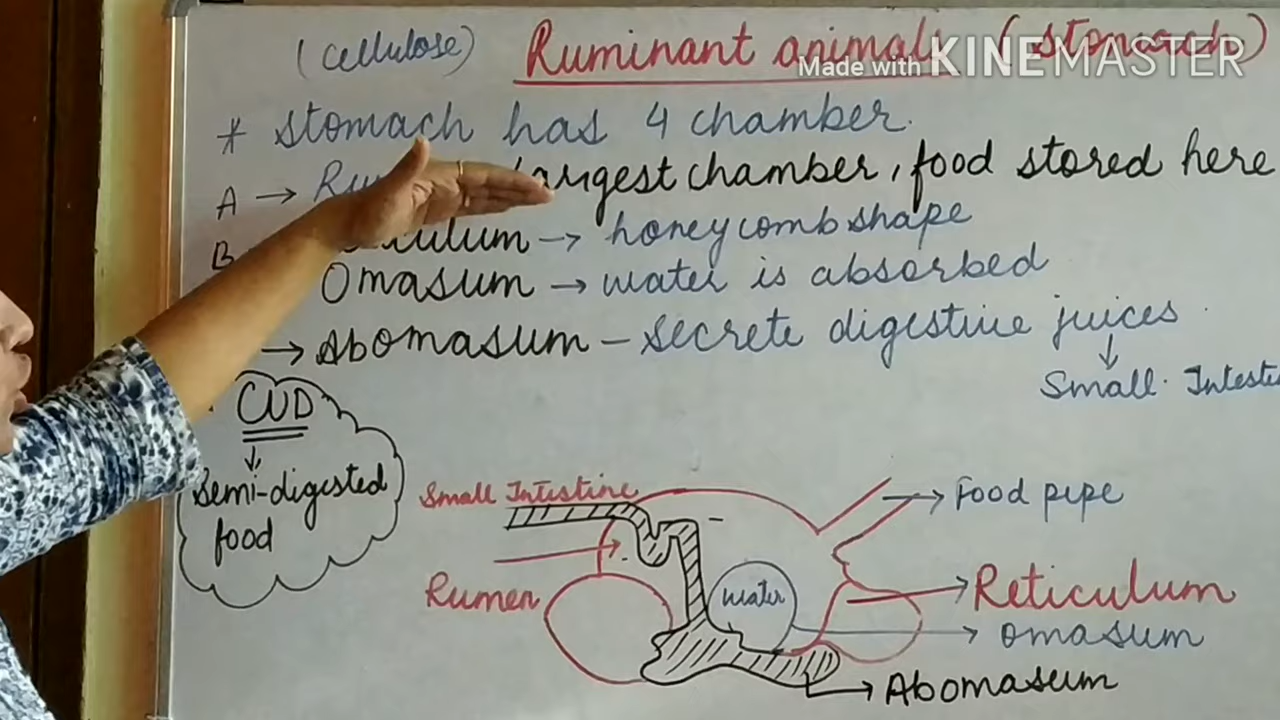 (cellulose) Ruminant animals (stomach)
Made with KINEMASTER
* stomach has 4 chamber.
A → largest chamber, food stored here
B → honeycomb shape
Omasum → water is absorbed
→ Abomasum – secrete digestive juices
↓
Small
CUD
↓
Semi-digested
food
Small Intestine
→ Food pipe
Rumen
water
→ Reticulum
→ omasum
→ Abomasum